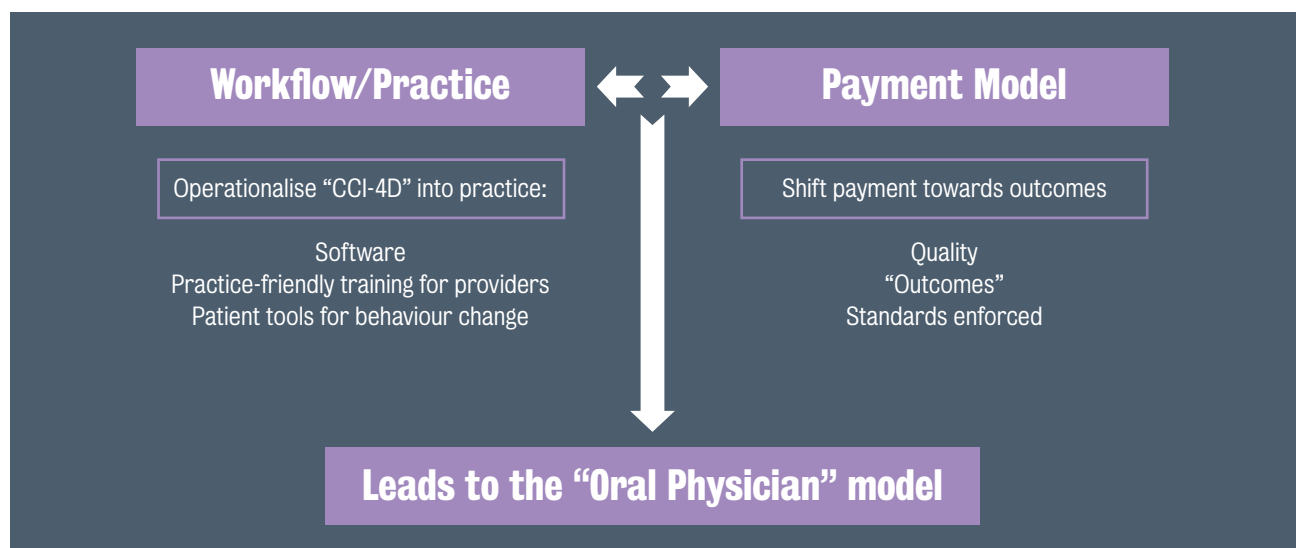 Workflow/Practice
Payment Model
Operationalise “CCI-4D” into practice:
Software
Practice-friendly training for providers
Patient tools for behaviour change
Shift payment towards outcomes
Quality
“Outcomes”
Standards enforced
Leads to the “Oral Physician” model